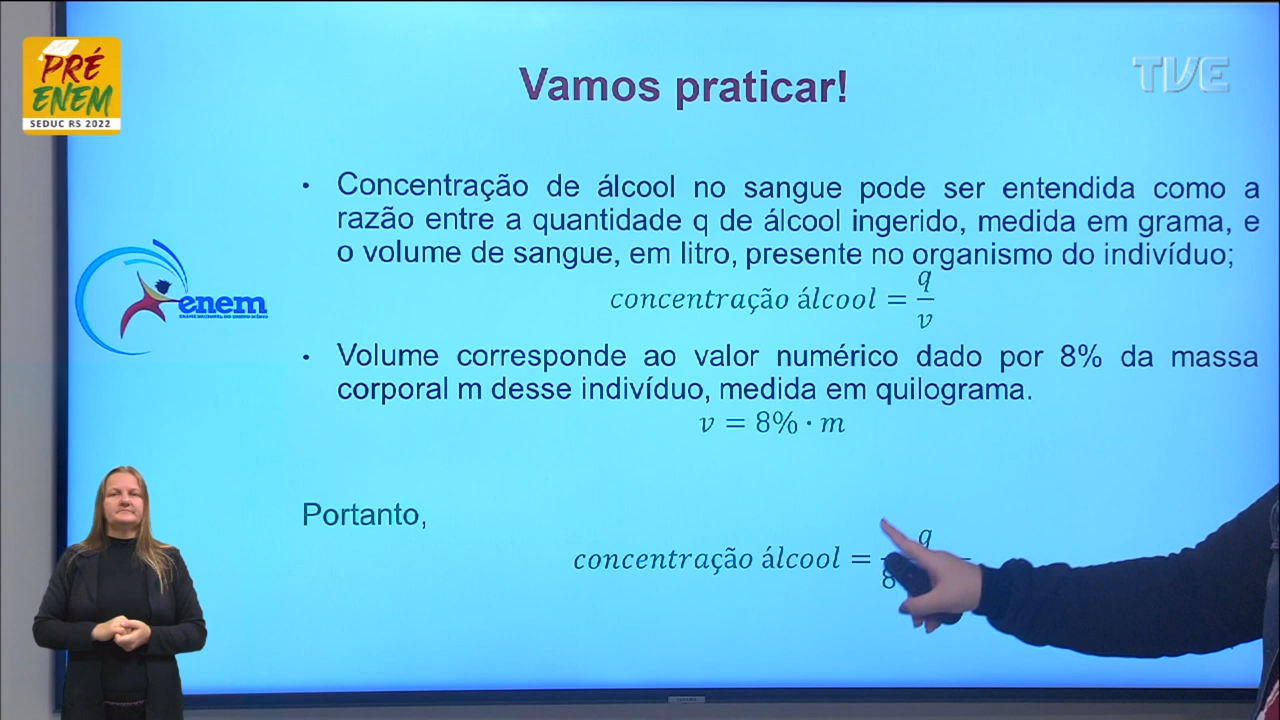 PRÉ
ENEM
SEDUC RS 2022
TVE
Vamos praticar!
• Concentração de álcool no sangue pode ser entendida como a
razão entre a quantidade q de álcool ingerido, medida em grama, e
o volume de sangue, em litro, presente no organismo do indivíduo;
concentração álcool = q/v
enem
• Volume corresponde ao valor numérico dado por 8% da massa
corporal m desse indivíduo, medida em quilograma.
v = 8% · m
Portanto,
concentração álcool = q/8